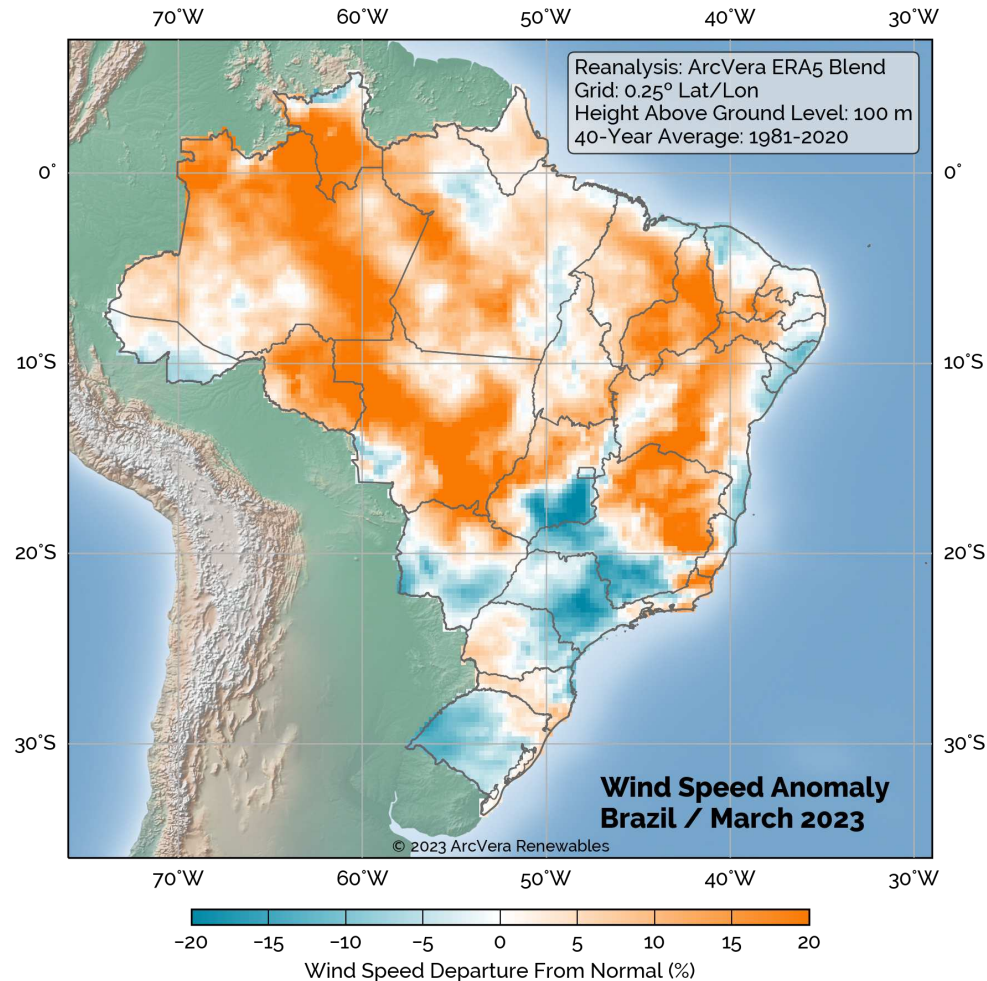 70°W 60°W 50°W 40°W 30°W
Reanalysis: ArcVera ERA5 Blend
Grid: 0.25º Lat/Lon
Height Above Ground Level: 100 m
40-Year Average: 1981-2020
0° 0°
10°S 10°S
20°S 20°S
30°S 30°S
Wind Speed Anomaly
Brazil / March 2023
© 2023 ArcVera Renewables
70°W 60°W 50°W 40°W 30°W
−20 −15 −10 −5 0 5 10 15 20
Wind Speed Departure From Normal (%)